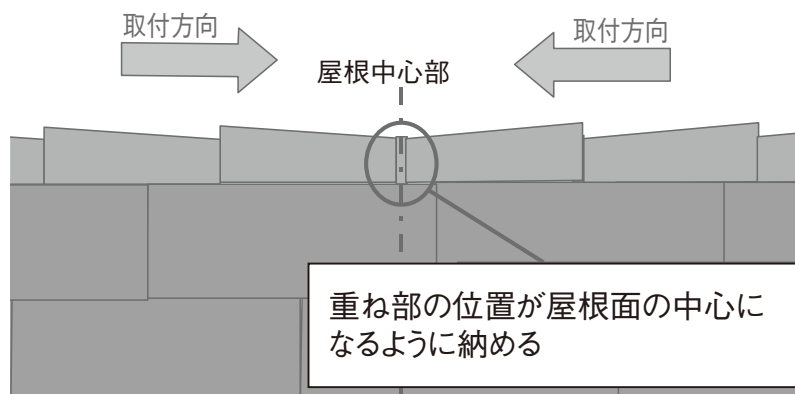 取付方向
取付方向
屋根中心部
重ね部の位置が屋根面の中心に
なるように納める